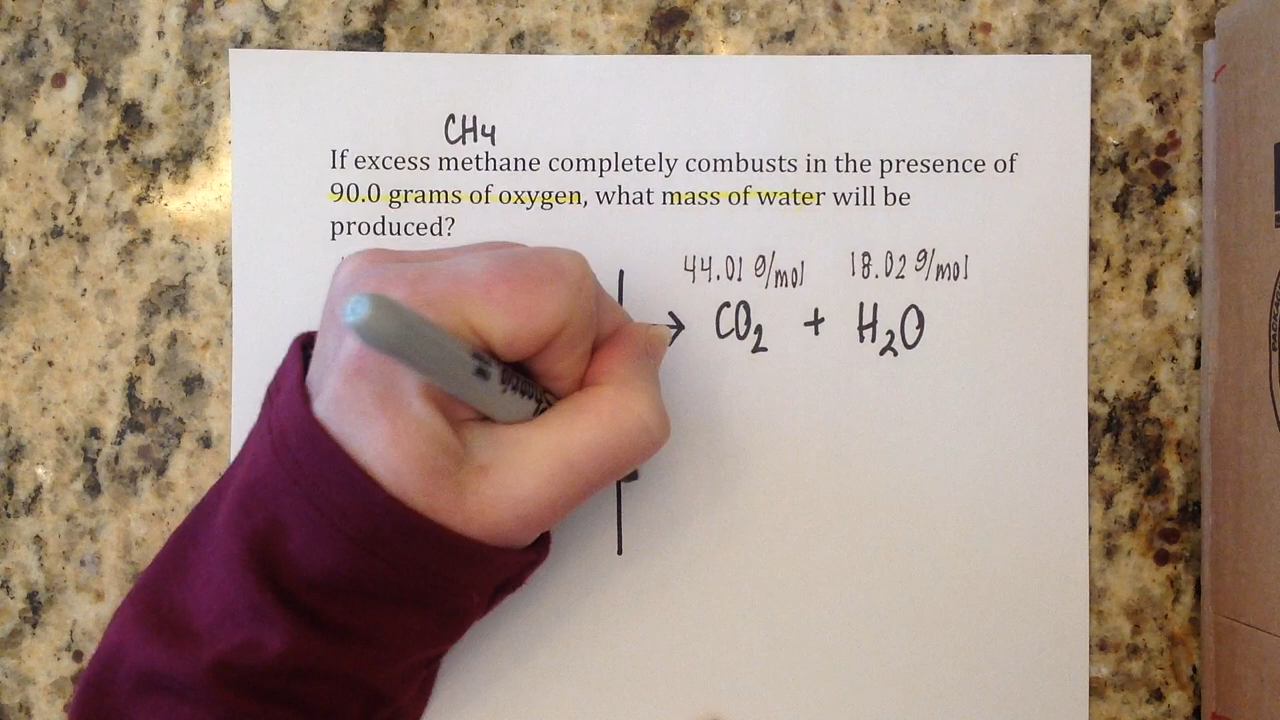 CH4
If excess methane completely combusts in the presence of
90.0 grams of oxygen, what mass of water will be
produced?
44.01 g/mol 18.02 g/mol
→ CO2 + H2O